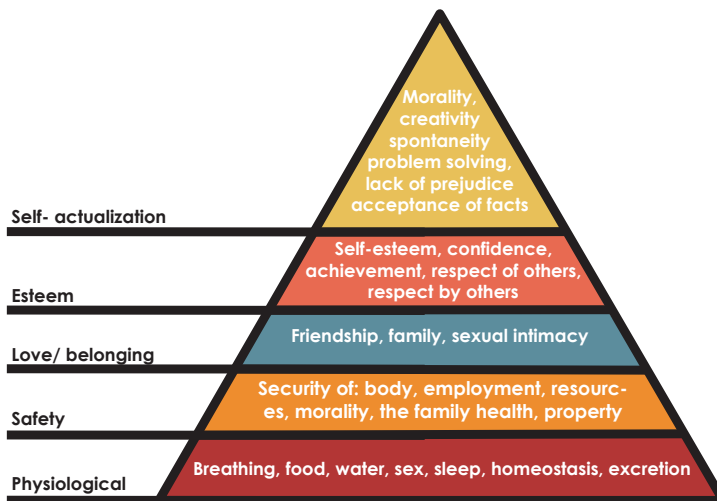 Morality,
creativity
spontaneity
problem solving,
lack of prejudice
acceptance of facts
Self- actualization
Self-esteem, confidence,
achievement, respect of others,
respect by others
Esteem
Friendship, family, sexual intimacy
Love/ belonging
Security of: body, employment, resourc-
es, morality, the family health, property
Safety
Breathing, food, water, sex, sleep, homeostasis, excretion
Physiological